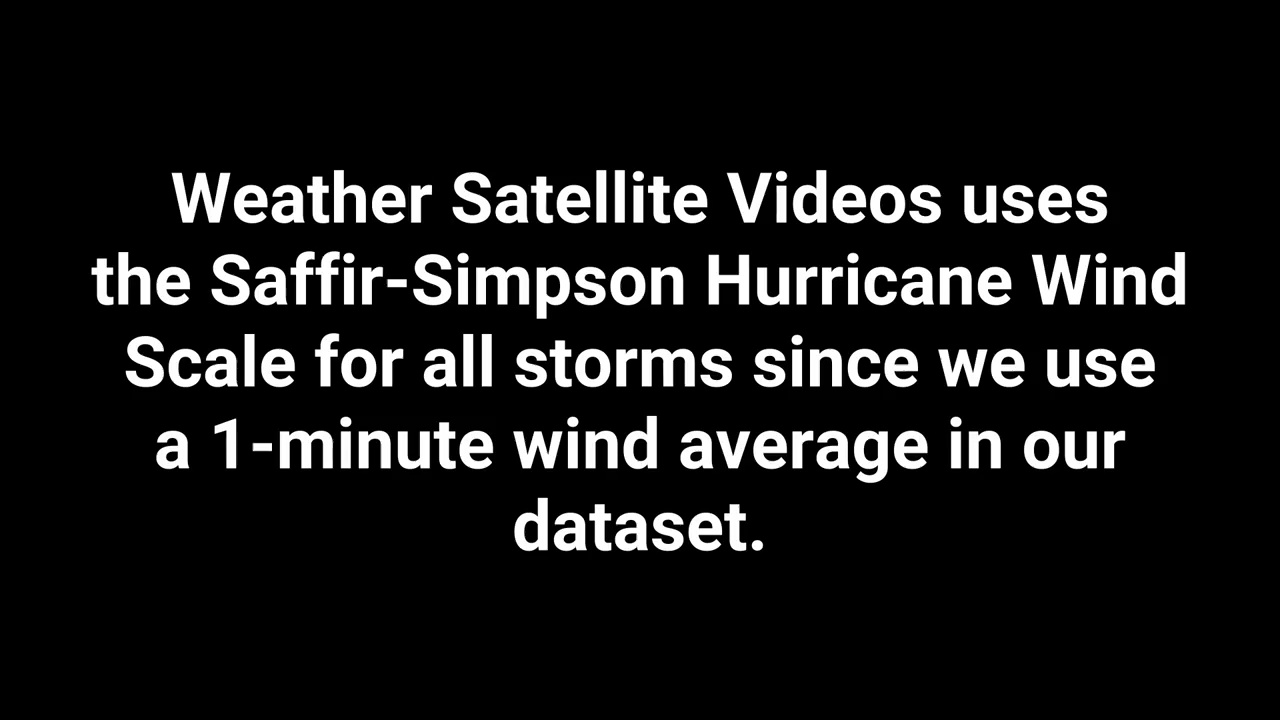 Weather Satellite Videos uses
the Saffir-Simpson Hurricane Wind
Scale for all storms since we use
a 1-minute wind average in our
dataset.